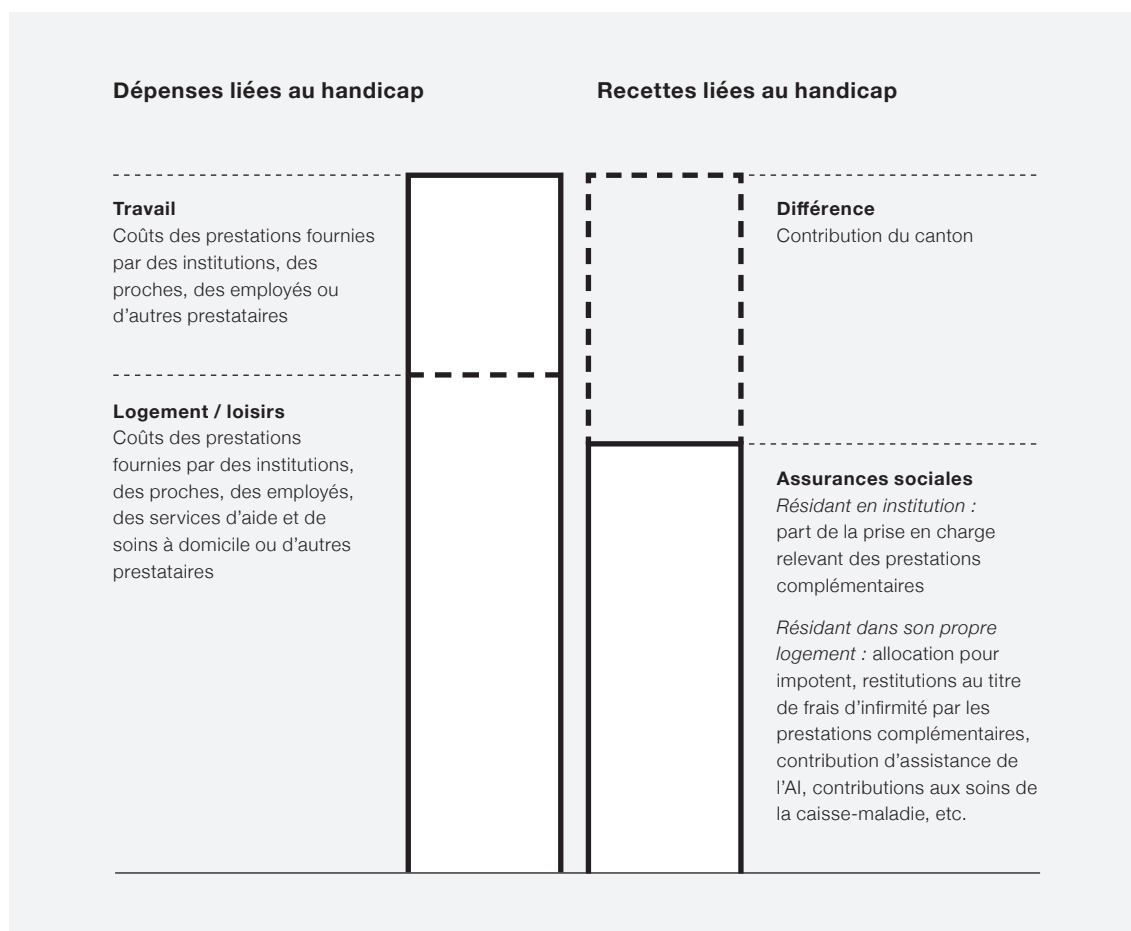 Dépenses liées au handicap
Recettes liées au handicap
Travail
Coûts des prestations fournies
par des institutions, des
proches, des employés ou
d’autres prestataires
Logement / loisirs
Coûts des prestations
fournies par des institutions,
des proches, des employés,
des services d’aide et de
soins à domicile ou d’autres
prestataires
Différence
Contribution du canton
Assurances sociales
Résidant en institution :
part de la prise en charge
relevant des prestations
complémentaires
Résidant dans son propre
logement : allocation pour
impotent, restitutions au titre
de frais d’infirmité par les
prestations complémentaires,
contribution d’assistance de
l’AI, contributions aux soins de
la caisse-maladie, etc.